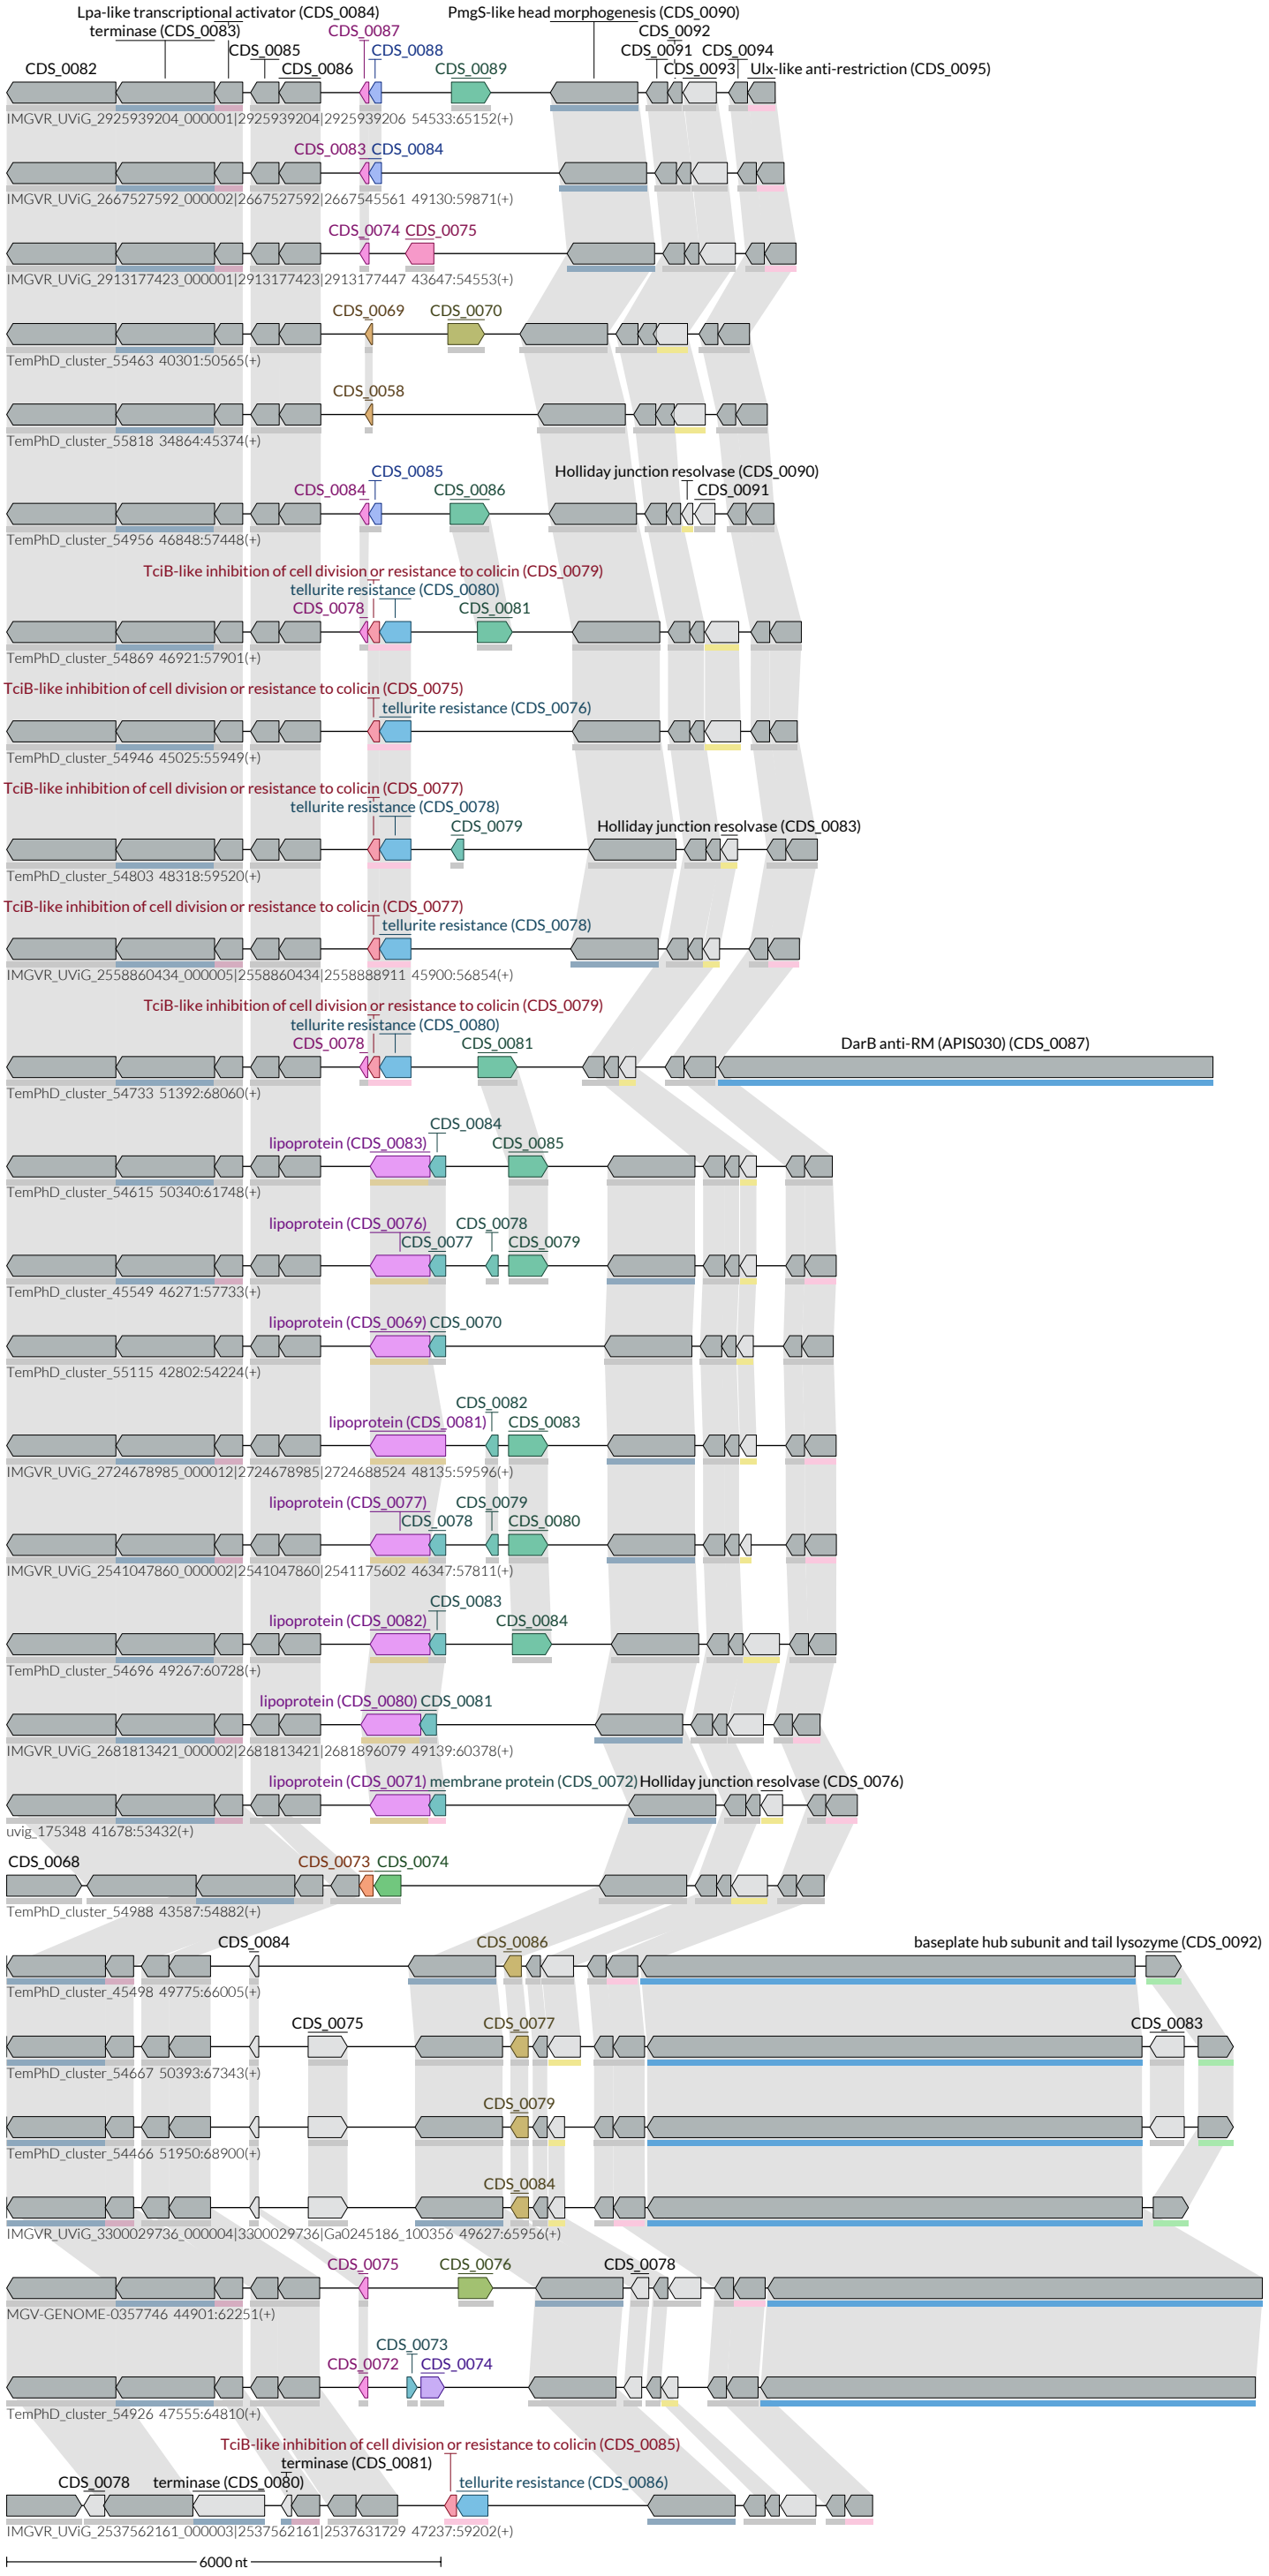 Lpa-like transcriptional activator (CDS_0084) PmgS-like head morphogenesis (CDS_0090)
terminase (CDS_0083) CDS_0087 CDS_0092
CDS_0085 CDS_0088 CDS_0091 CDS_0094
CDS_0082 CDS_0086 CDS_0089 CDS_0093 Ulx-like anti-restriction (CDS_0095)
IMGVR_UViG_2925939204_000001|2925939204|2925939206 54533:65152(+)
CDS_0083 CDS_0084
IMGVR_UViG_2667527592_000002|2667527592|2667545561 49130:59871(+)
CDS_0074 CDS_0075
IMGVR_UViG_2913177423_000001|2913177423|2913177447 43647:54553(+)
CDS_0069 CDS_0070
TemPhD_cluster_55463 40301:50565(+)
CDS_0058
TemPhD_cluster_55818 34864:45374(+)
CDS_0085 Holliday junction resolvase (CDS_0090)
CDS_0084 CDS_0086 CDS_0091
TemPhD_cluster_54956 46848:57448(+)
TciB-like inhibition of cell division or resistance to colicin (CDS_0079)
tellurite resistance (CDS_0080)
CDS_0078 CDS_0081
TemPhD_cluster_54869 46921:57901(+)
TciB-like inhibition of cell division or resistance to colicin (CDS_0075)
tellurite resistance (CDS_0076)
TemPhD_cluster_54946 45025:55949(+)
TciB-like inhibition of cell division or resistance to colicin (CDS_0077)
tellurite resistance (CDS_0078)
CDS_0079 Holliday junction resolvase (CDS_0083)
TemPhD_cluster_54803 48318:59520(+)
TciB-like inhibition of cell division or resistance to colicin (CDS_0077)
tellurite resistance (CDS_0078)
IMGVR_UViG_2558860434_000005|2558860434|2558888911 45900:56854(+)
TciB-like inhibition of cell division or resistance to colicin (CDS_0079)
tellurite resistance (CDS_0080)
CDS_0078 CDS_0081 DarB anti-RM (APIS030) (CDS_0087)
TemPhD_cluster_54733 51392:68060(+)
CDS_0084
lipoprotein (CDS_0083) CDS_0085
TemPhD_cluster_54615 50340:61748(+)
lipoprotein (CDS_0076) CDS_0078
CDS_0077 CDS_0079
TemPhD_cluster_45549 46271:57733(+)
lipoprotein (CDS_0069) CDS_0070
TemPhD_cluster_55115 42802:54224(+)
CDS_0082
lipoprotein (CDS_0081) CDS_0083
IMGVR_UViG_2724678985_000012|2724678985|2724688524 48135:59596(+)
lipoprotein (CDS_0077) CDS_0079
CDS_0078 CDS_0080
IMGVR_UViG_2541047860_000002|2541047860|2541175602 46347:57811(+)
CDS_0083
lipoprotein (CDS_0082) CDS_0084
TemPhD_cluster_54696 49267:60728(+)
lipoprotein (CDS_0080) CDS_0081
IMGVR_UViG_2681813421_000002|2681813421|2681896079 49139:60378(+)
lipoprotein (CDS_0071) membrane protein (CDS_0072) Holliday junction resolvase (CDS_0076)
uvig_175348 41678:53432(+)
CDS_0068 CDS_0073 CDS_0074
TemPhD_cluster_54988 43587:54882(+)
CDS_0084 CDS_0086 baseplate hub subunit and tail lysozyme (CDS_0092)
TemPhD_cluster_45498 49775:66005(+)
CDS_0075 CDS_0077 CDS_0083
TemPhD_cluster_54667 50393:67343(+)
CDS_0079
TemPhD_cluster_54466 51950:68900(+)
CDS_0084
IMGVR_UViG_3300029736_000004|3300029736|Ga0245186_100356 49627:65956(+)
CDS_0075 CDS_0076 CDS_0078
MGV-GENOME-0357746 44901:62251(+)
CDS_0073
CDS_0072 CDS_0074
TemPhD_cluster_54926 47555:64810(+)
TciB-like inhibition of cell division or resistance to colicin (CDS_0085)
terminase (CDS_0081)
CDS_0078 terminase (CDS_0080) tellurite resistance (CDS_0086)
IMGVR_UViG_2537562161_000003|2537562161|2537631729 47237:59202(+)
6000 nt